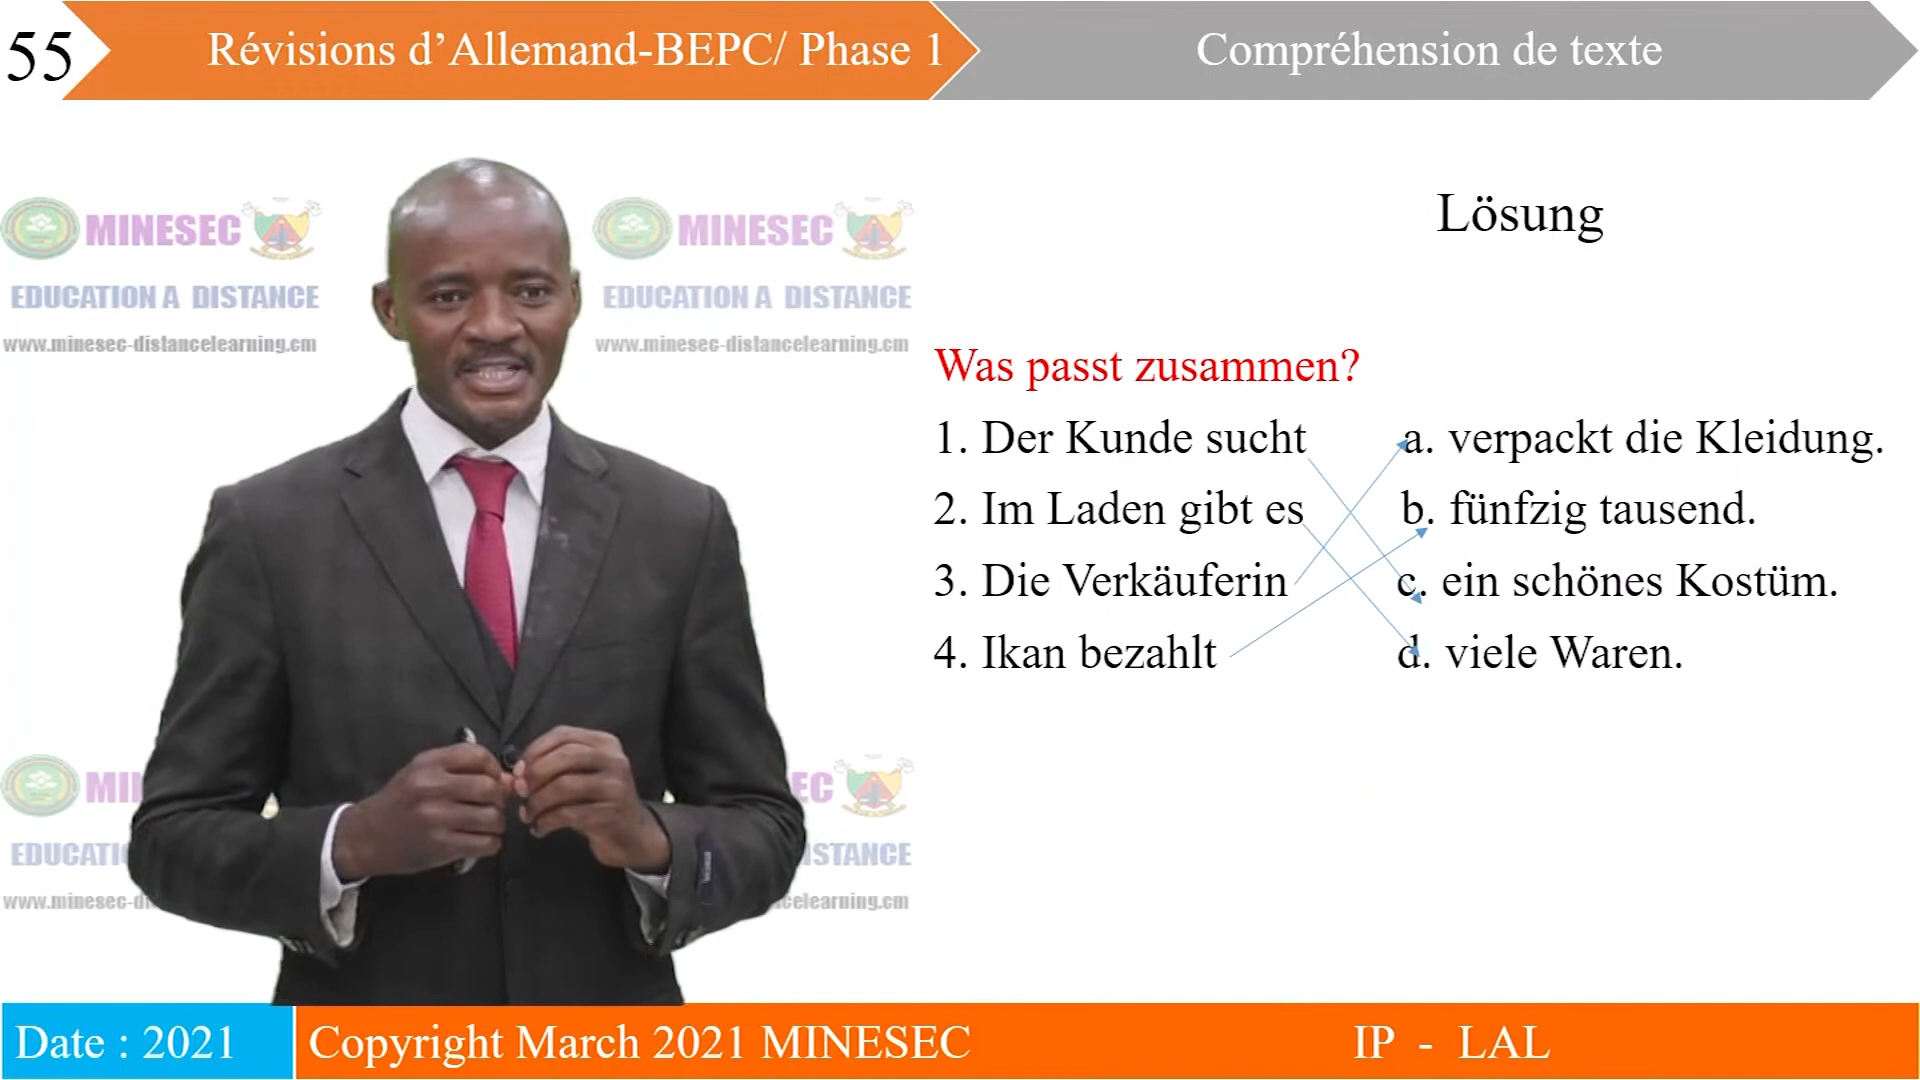 55
Révisions d’Allemand-BEPC/ Phase 1
Compréhension de texte
MINESEC
EDUCATION A DISTANCE
www.minesec-distancelearning.cm
MINESEC
EDUCATION A DISTANCE
www.minesec-distancelearning.cm
Lösung
Was passt zusammen?
1. Der Kunde sucht
a. verpackt die Kleidung.
2. Im Laden gibt es
b. fünfzig tausend.
3. Die Verkäuferin
c. ein schönes Kostüm.
4. Ikan bezahlt
d. viele Waren.
Date : 2021
Copyright March 2021 MINESEC
IP - LAL